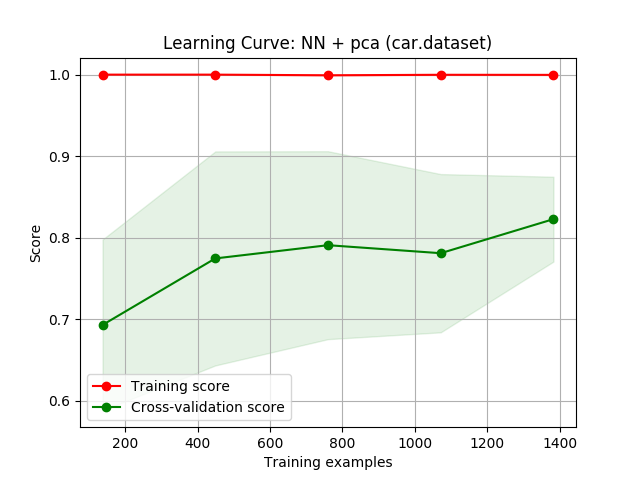 Learning Curve: NN + pca (car.dataset)
1.0
0.9
0.8
0.7
0.6
Score
Training score
Cross-validation score
200
400
600
800
1000
1200
1400
Training examples